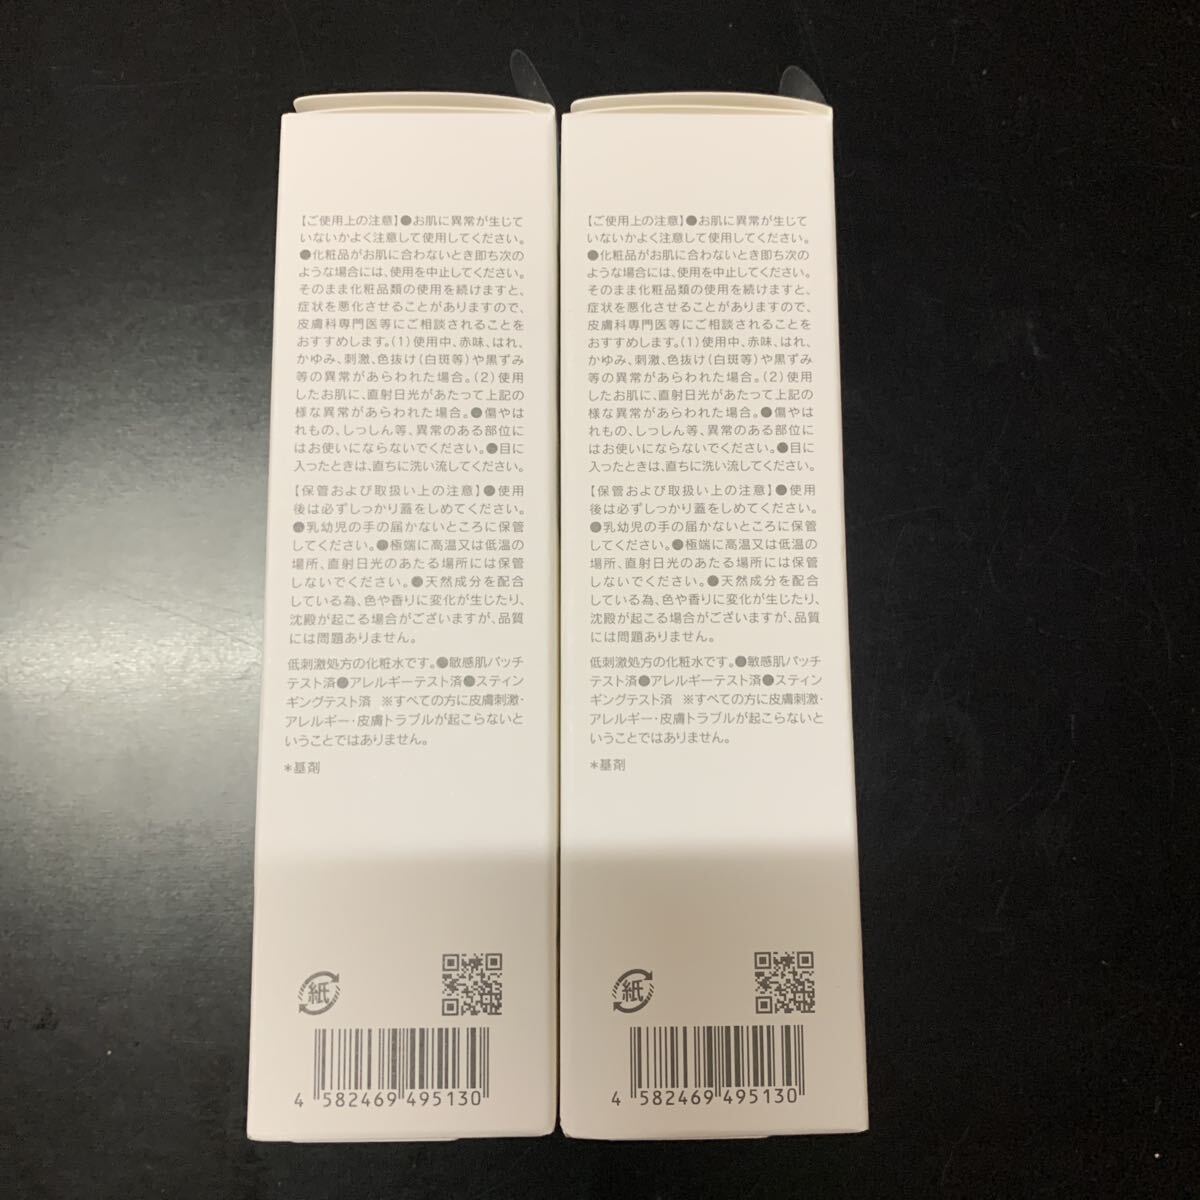 【ご使用上の注意】●お肌に異常が生じて
いないかよく注意して使用してください。
●化粧品がお肌に合わないとき即ち次の
ような場合には、使用を中止してください。
そのまま化粧品類の使用を続けますと、
症状を悪化させることがありますので、
皮膚科専門医等にご相談されることを
おすすめします。(1)使用中、赤味、はれ、
かゆみ、刺激、色抜け(白斑等)や黒ずみ
等の異常があらわれた場合。(2)使用
したお肌に、直射日光があたって上記の
様な異常があらわれた場合。●傷やは
れもの、しっしん等、異常のある部位に
はお使いにならないでください。●目に
入ったときは、直ちに洗い流してください。
【保管および取扱い上の注意】●使用
後は必ずしっかり蓋をしめてください。
●乳幼児の手の届かないところに保管
してください。●極端に高温又は低温の
場所、直射日光のあたる場所には保管
しないでください。●天然成分を配合
している為、色や香りに変化が生じたり、
沈殿が起こる場合がございますが、品質
には問題ありません。
低刺激処方の化粧水です。●敏感肌パッチ
テスト済●アレルギーテスト済●スティン
ギングテスト済 ※すべての方に皮膚刺激・
アレルギー・皮膚トラブルが起こらないと
いうことではありません。
＊基剤
紙
4 582469 495130
【ご使用上の注意】●お肌に異常が生じて
いないかよく注意して使用してください。
●化粧品がお肌に合わないとき即ち次の
ような場合には、使用を中止してください。
そのまま化粧品類の使用を続けますと、
症状を悪化させることがありますので、
皮膚科専門医等にご相談されることを
おすすめします。(1)使用中、赤味、はれ、
かゆみ、刺激、色抜け(白斑等)や黒ずみ
等の異常があらわれた場合。(2)使用
したお肌に、直射日光があたって上記の
様な異常があらわれた場合。●傷やは
れもの、しっしん等、異常のある部位に
はお使いにならないでください。●目に
入ったときは、直ちに洗い流してください。
【保管および取扱い上の注意】●使用
後は必ずしっかり蓋をしめてください。
●乳幼児の手の届かないところに保管
してください。●極端に高温又は低温の
場所、直射日光のあたる場所には保管
しないでください。●天然成分を配合
している為、色や香りに変化が生じたり、
沈殿が起こる場合がございますが、品質
には問題ありません。
低刺激処方の化粧水です。●敏感肌パッチ
テスト済●アレルギーテスト済●スティン
ギングテスト済 ※すべての方に皮膚刺激・
アレルギー・皮膚トラブルが起こらないと
いうことではありません。
＊基剤
紙
4 582469 495130